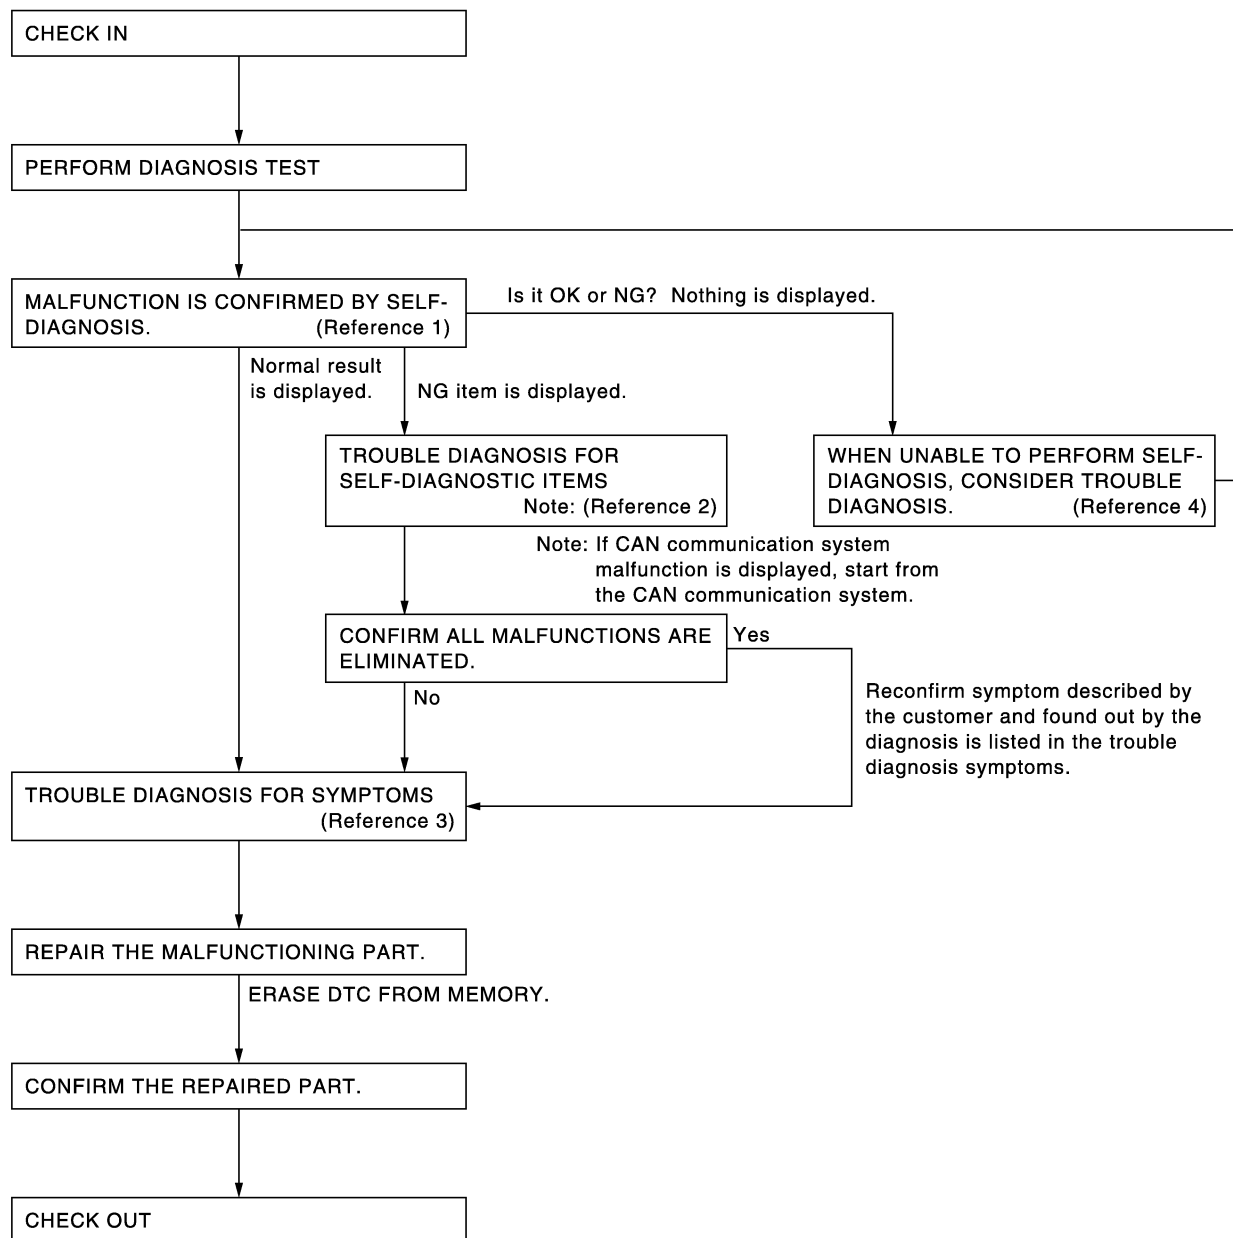 CHECK IN
PERFORM DIAGNOSIS TEST
MALFUNCTION IS CONFIRMED BY SELF-
DIAGNOSIS. (Reference 1)
Is it OK or NG? Nothing is displayed.
Normal result
is displayed.
NG item is displayed.
TROUBLE DIAGNOSIS FOR
SELF-DIAGNOSTIC ITEMS
Note: (Reference 2)
WHEN UNABLE TO PERFORM SELF-
DIAGNOSIS, CONSIDER TROUBLE
DIAGNOSIS. (Reference 4)
Note: If CAN communication system
malfunction is displayed, start from
the CAN communication system.
CONFIRM ALL MALFUNCTIONS ARE
ELIMINATED.
Yes
No
Reconfirm symptom described by
the customer and found out by the
diagnosis is listed in the trouble
diagnosis symptoms.
TROUBLE DIAGNOSIS FOR SYMPTOMS
(Reference 3)
REPAIR THE MALFUNCTIONING PART.
ERASE DTC FROM MEMORY.
CONFIRM THE REPAIRED PART.
CHECK OUT